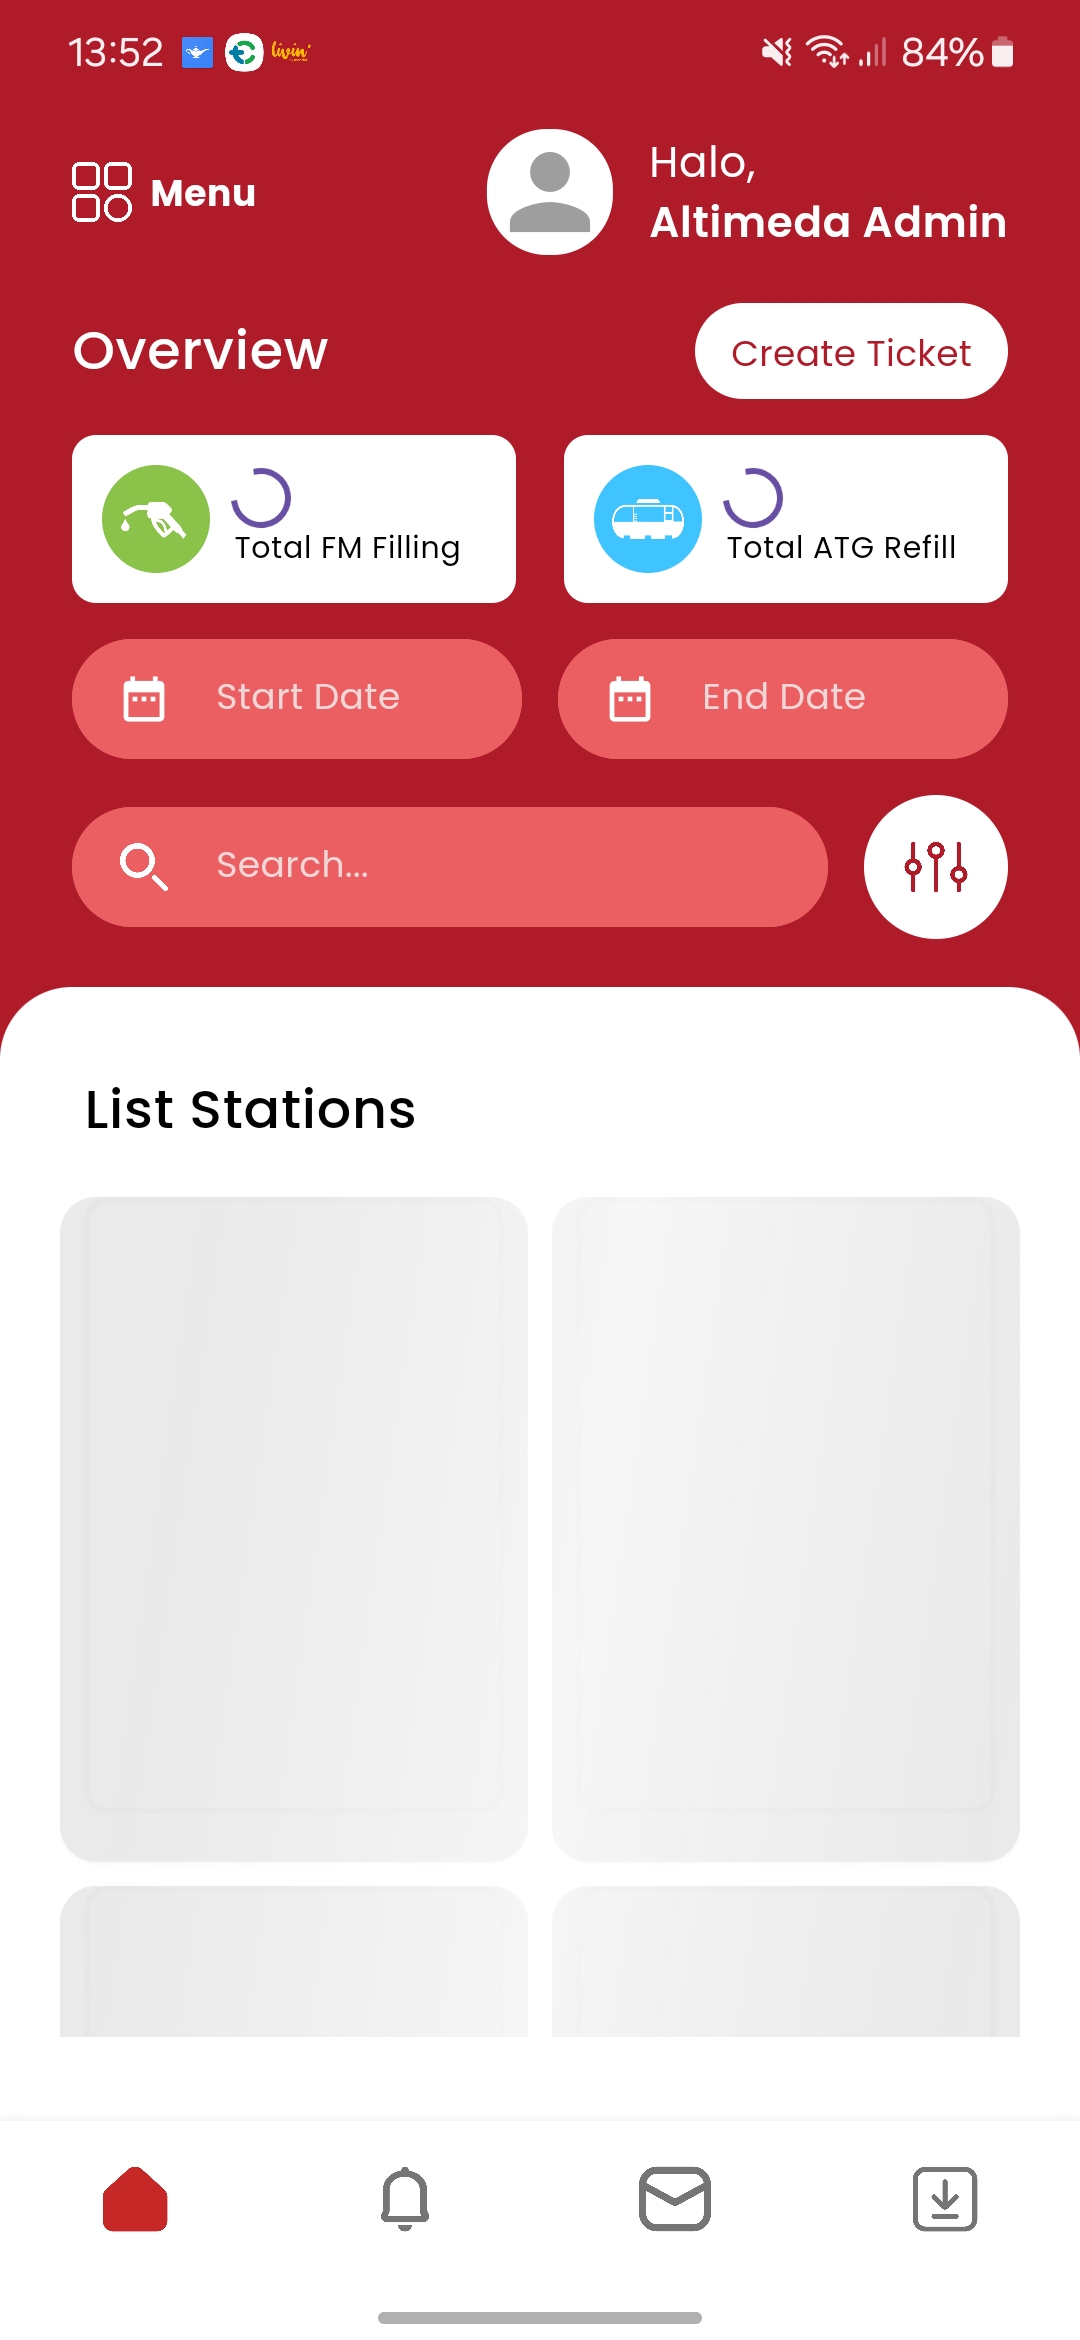 13:52 livin' 84%
Menu
Halo,
Altimeda Admin
Overview
Create Ticket
Total FM Filling
Total ATG Refill
Start Date
End Date
Search...
List Stations